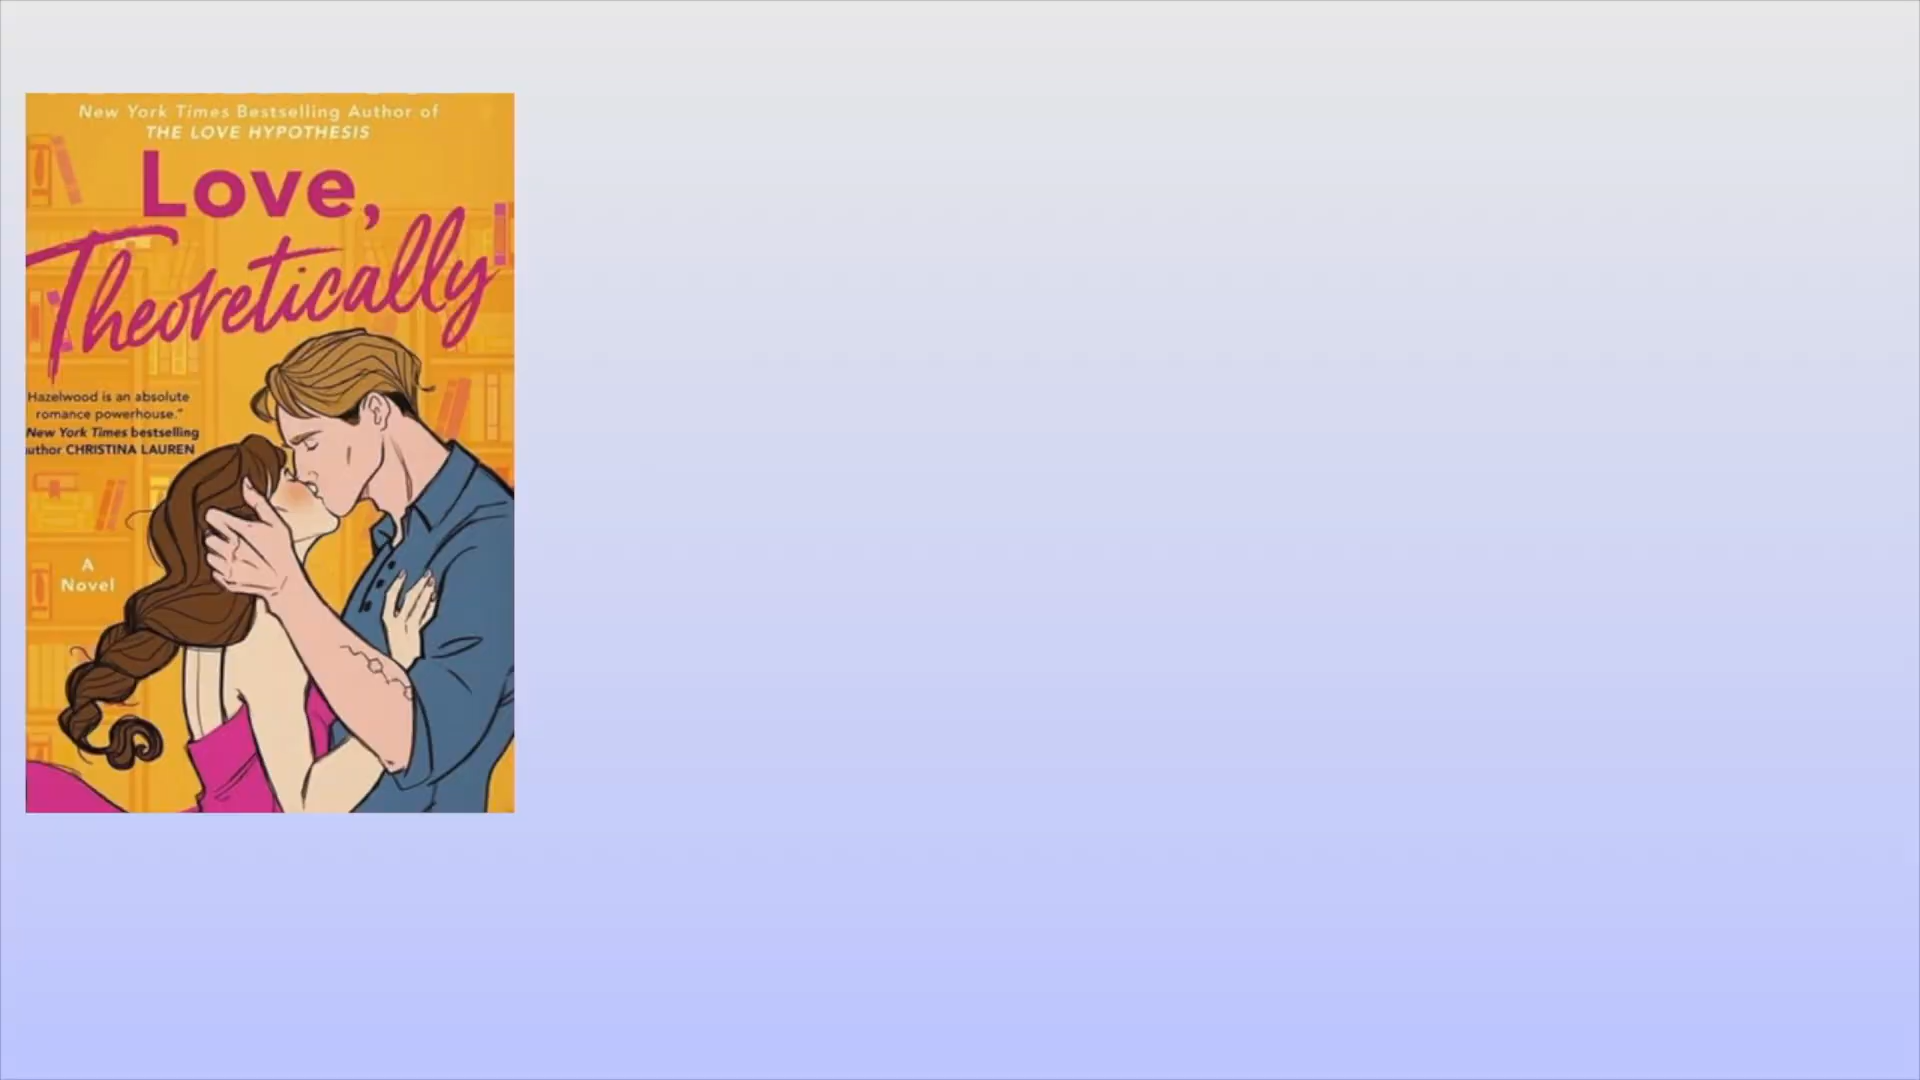 New York Times Bestselling Author of
THE LOVE HYPOTHESIS
Love,
Theoretically
Hazelwood is an absolute
romance powerhouse."
New York Times bestselling
uthor CHRISTINA LAUREN
A
Novel